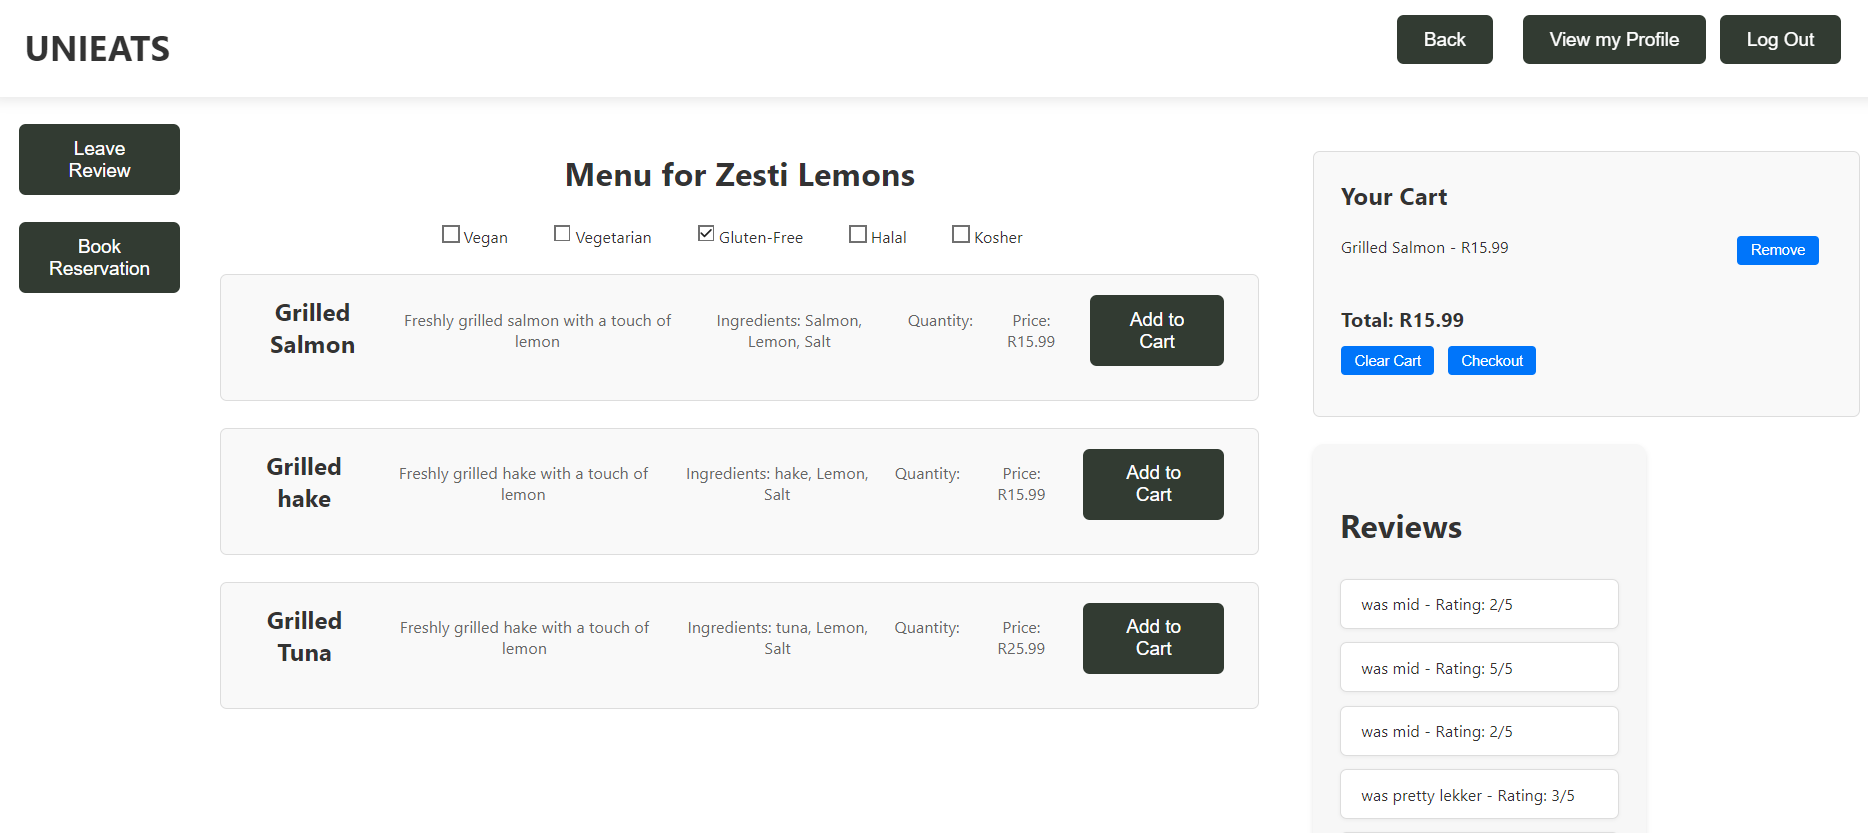 UNIEATS
Back
View my Profile
Log Out
Leave
Review
Book
Reservation
Menu for Zesti Lemons
Vegan
Vegetarian
Gluten-Free
Halal
Kosher
Grilled
Salmon
Freshly grilled salmon with a touch of
lemon
Ingredients: Salmon,
Lemon, Salt
Quantity:
Price:
R15.99
Add to
Cart
Grilled
hake
Freshly grilled hake with a touch of
lemon
Ingredients: hake, Lemon,
Salt
Quantity:
Price:
R15.99
Add to
Cart
Grilled
Tuna
Freshly grilled hake with a touch of
lemon
Ingredients: tuna, Lemon,
Salt
Quantity:
Price:
R25.99
Add to
Cart
Your Cart
Grilled Salmon - R15.99
Remove
Total: R15.99
Clear Cart
Checkout
Reviews
was mid - Rating: 2/5
was mid - Rating: 5/5
was mid - Rating: 2/5
was pretty lekker - Rating: 3/5